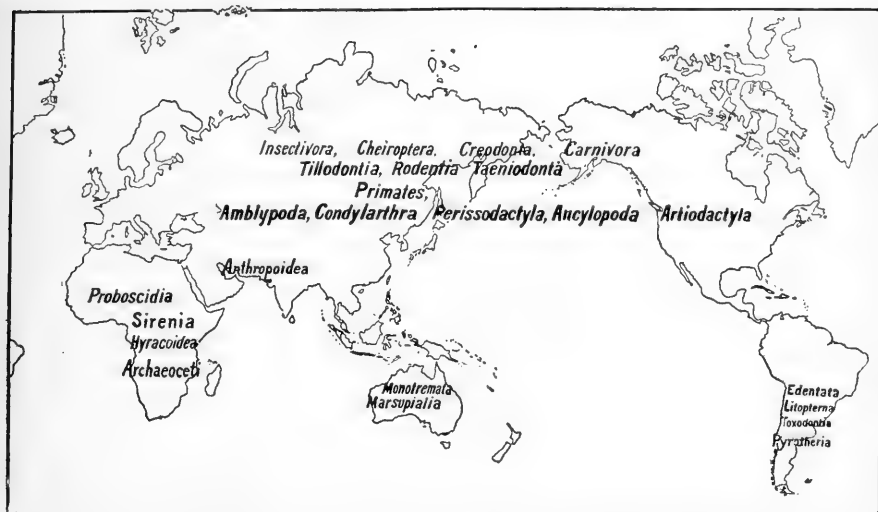 Insectivora, Cheiroptera, Creodonia, Carnivora
Tillodontia, Rodentia Taeniodonta
Primates,
Amblypoda, Condylarthra Perissodactyla, Ancylopoda Artiodactyla
Anthropoidea
Proboscidia
Sirenia
Hyracoidea
Archaeoceti
Monotremata
Marsupialia
Edentata
Litopterna
Toxodontia
Pyrotheria